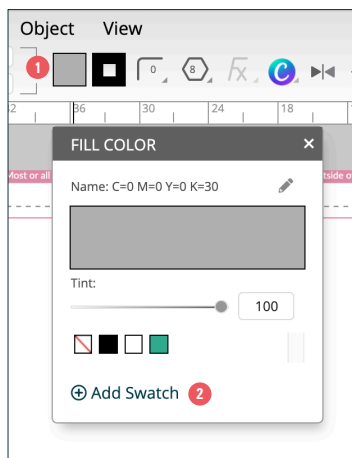 Object View
1 0 8 fx C
36 30 24 18
FILL COLOR ×
Most or all
tside o
Name: C=0 M=0 Y=0 K=30
Tint:
100
Add Swatch 2